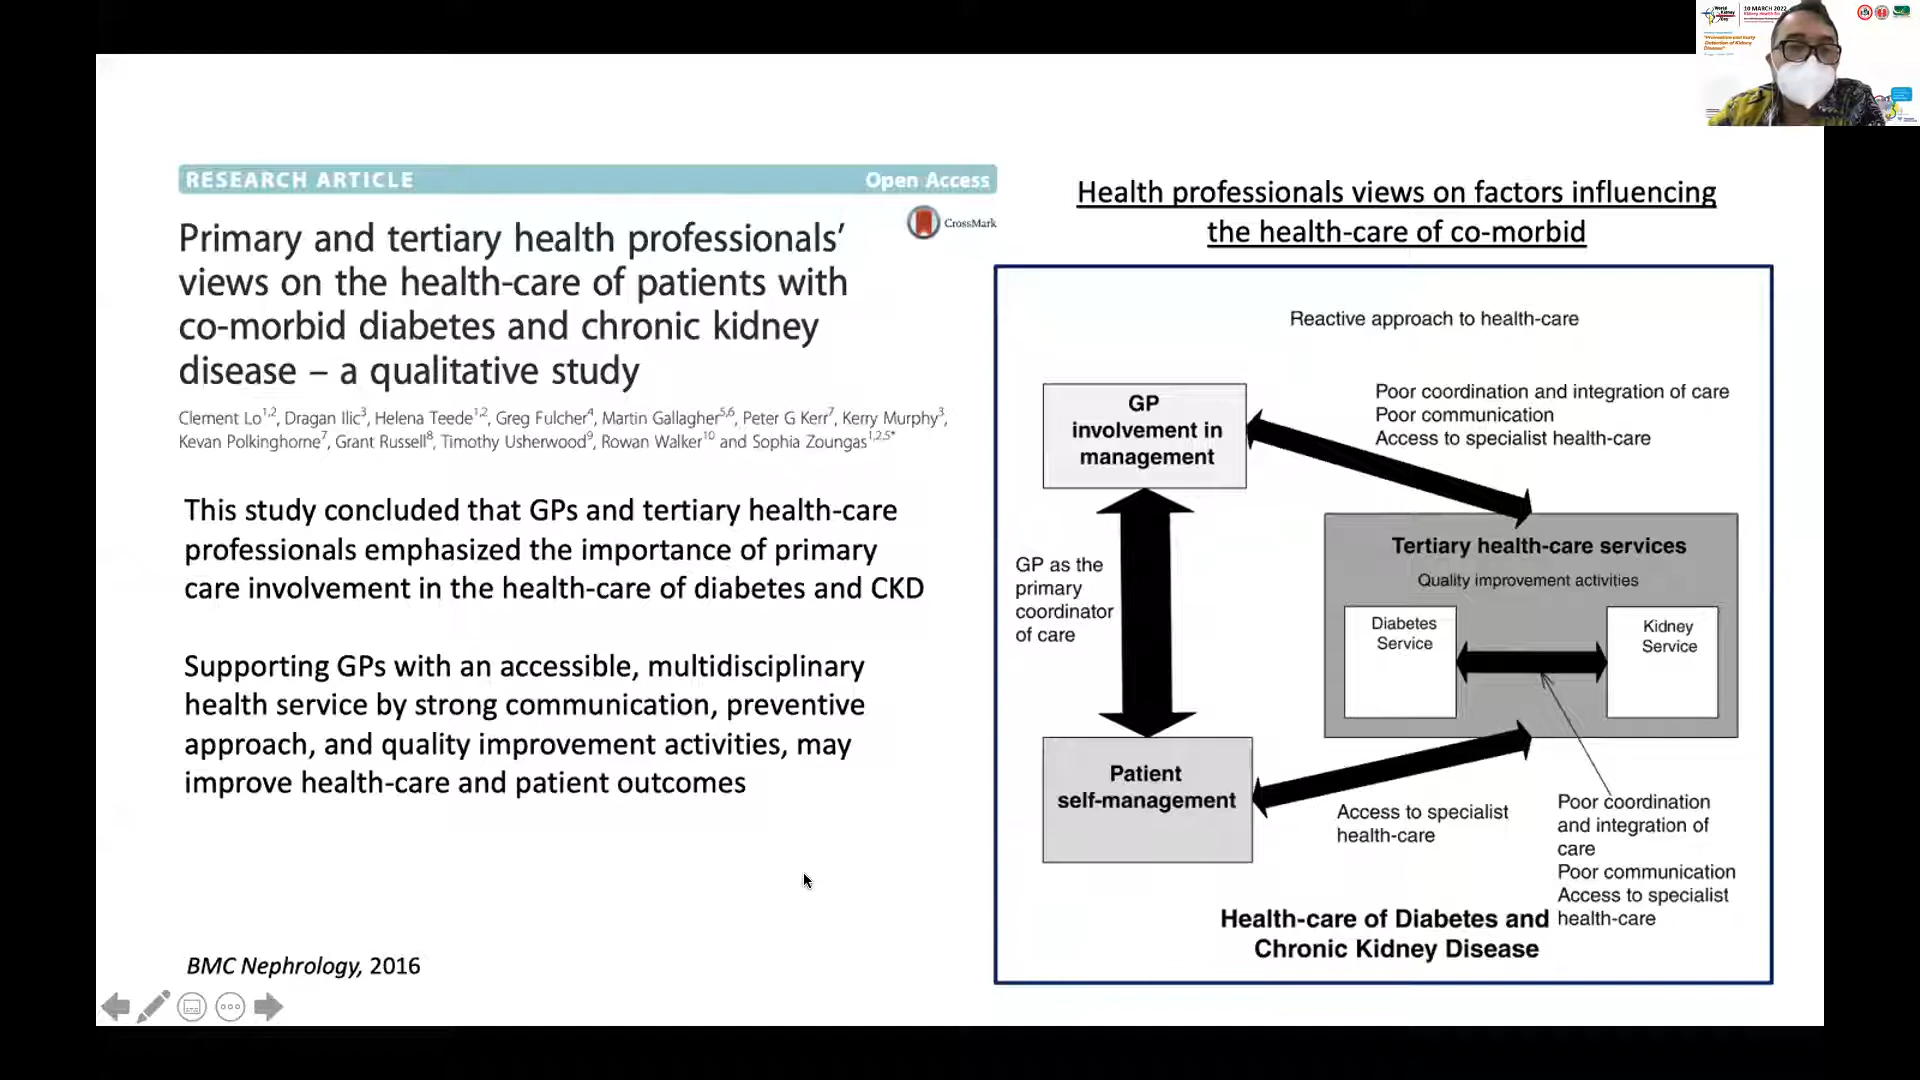 RESEARCH ARTICLE Open Access
CrossMark
Primary and tertiary health professionals’
views on the health-care of patients with
co-morbid diabetes and chronic kidney
disease – a qualitative study
Clement Lo1,2, Dragan Ilic3, Helena Teede1,2, Greg Fulcher4, Martin Gallagher5,6, Peter G Kerr7, Kerry Murphy3,
Kevan Polkinghorne7, Grant Russell8, Timothy Usherwood9, Rowan Walker10 and Sophia Zoungas1,2,5*
This study concluded that GPs and tertiary health-care
professionals emphasized the importance of primary
care involvement in the health-care of diabetes and CKD
Supporting GPs with an accessible, multidisciplinary
health service by strong communication, preventive
approach, and quality improvement activities, may
improve health-care and patient outcomes
BMC Nephrology, 2016
Health professionals views on factors influencing
the health-care of co-morbid
Reactive approach to health-care
GP
involvement in
management
Poor coordination and integration of care
Poor communication
Access to specialist health-care
GP as the
primary
coordinator
of care
Tertiary health-care services
Quality improvement activities
Diabetes
Service
Kidney
Service
Patient
self-management
Access to specialist
health-care
Poor coordination
and integration of
care
Poor communication
Access to specialist
health-care
Health-care of Diabetes and
Chronic Kidney Disease
World
Kidney
Day
10 MARCH 2022
"Prevention and Early
Detection of Kidney
Disease"